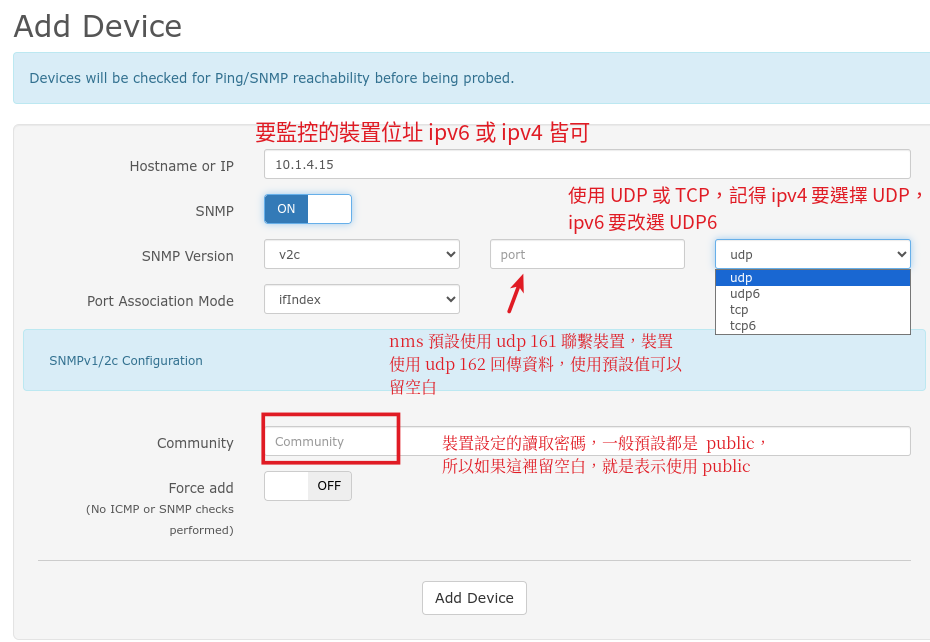 Add Device
Devices will be checked for Ping/SNMP reachability before being probed.
要監控的裝置位址 ipv6 或 ipv4 皆可
Hostname or IP
10.1.4.15
使用 UDP 或 TCP，記得 ipv4 要選擇 UDP，
ipv6 要改選 UDP6
SNMP
ON
SNMP Version
v2c
port
udp
udp
udp6
tcp
tcp6
Port Association Mode
ifIndex
nms 預設使用 udp 161 聯繫裝置，裝置
使用 udp 162 回傳資料，使用預設值可以
留空白
SNMPv1/2c Configuration
Community
Community
裝置設定的讀取密碼，一般預設都是 public，
所以如果這裡留空白，就是表示使用 public
Force add
OFF
(No ICMP or SNMP checks
performed)
Add Device